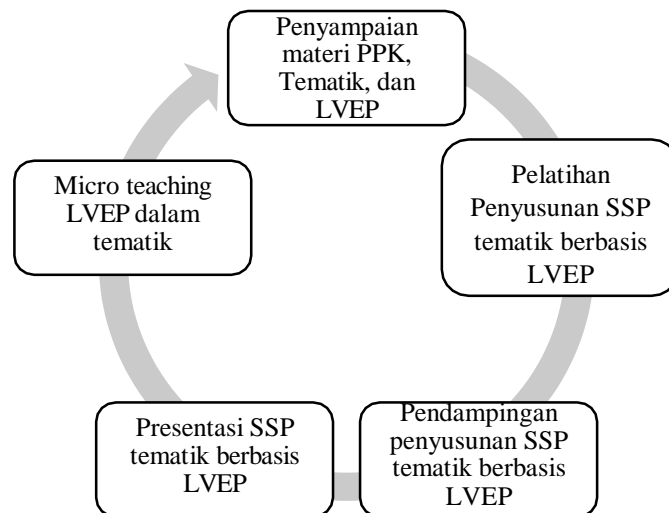 Penyampaian
materi PPK,
Tematik, dan
LVEP
Pelatihan
Penyusunan SSP
tematik berbasis
LVEP
Pendampingan
penyusunan SSP
tematik berbasis
LVEP
Presentasi SSP
tematik berbasis
LVEP
Micro teaching
LVEP dalam
tematik